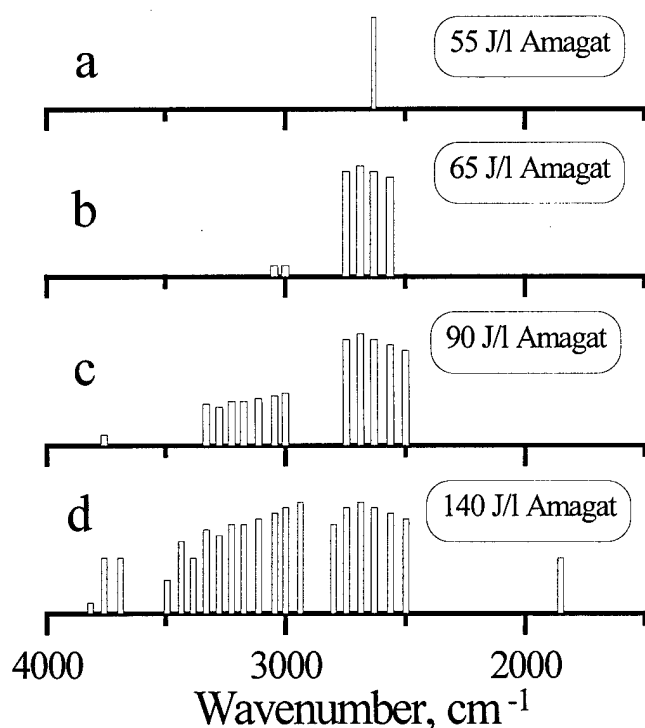 a
55 J/l Amagat
b
65 J/l Amagat
c
90 J/l Amagat
d
140 J/l Amagat
4000 3000 2000
Wavenumber, cm⁻¹